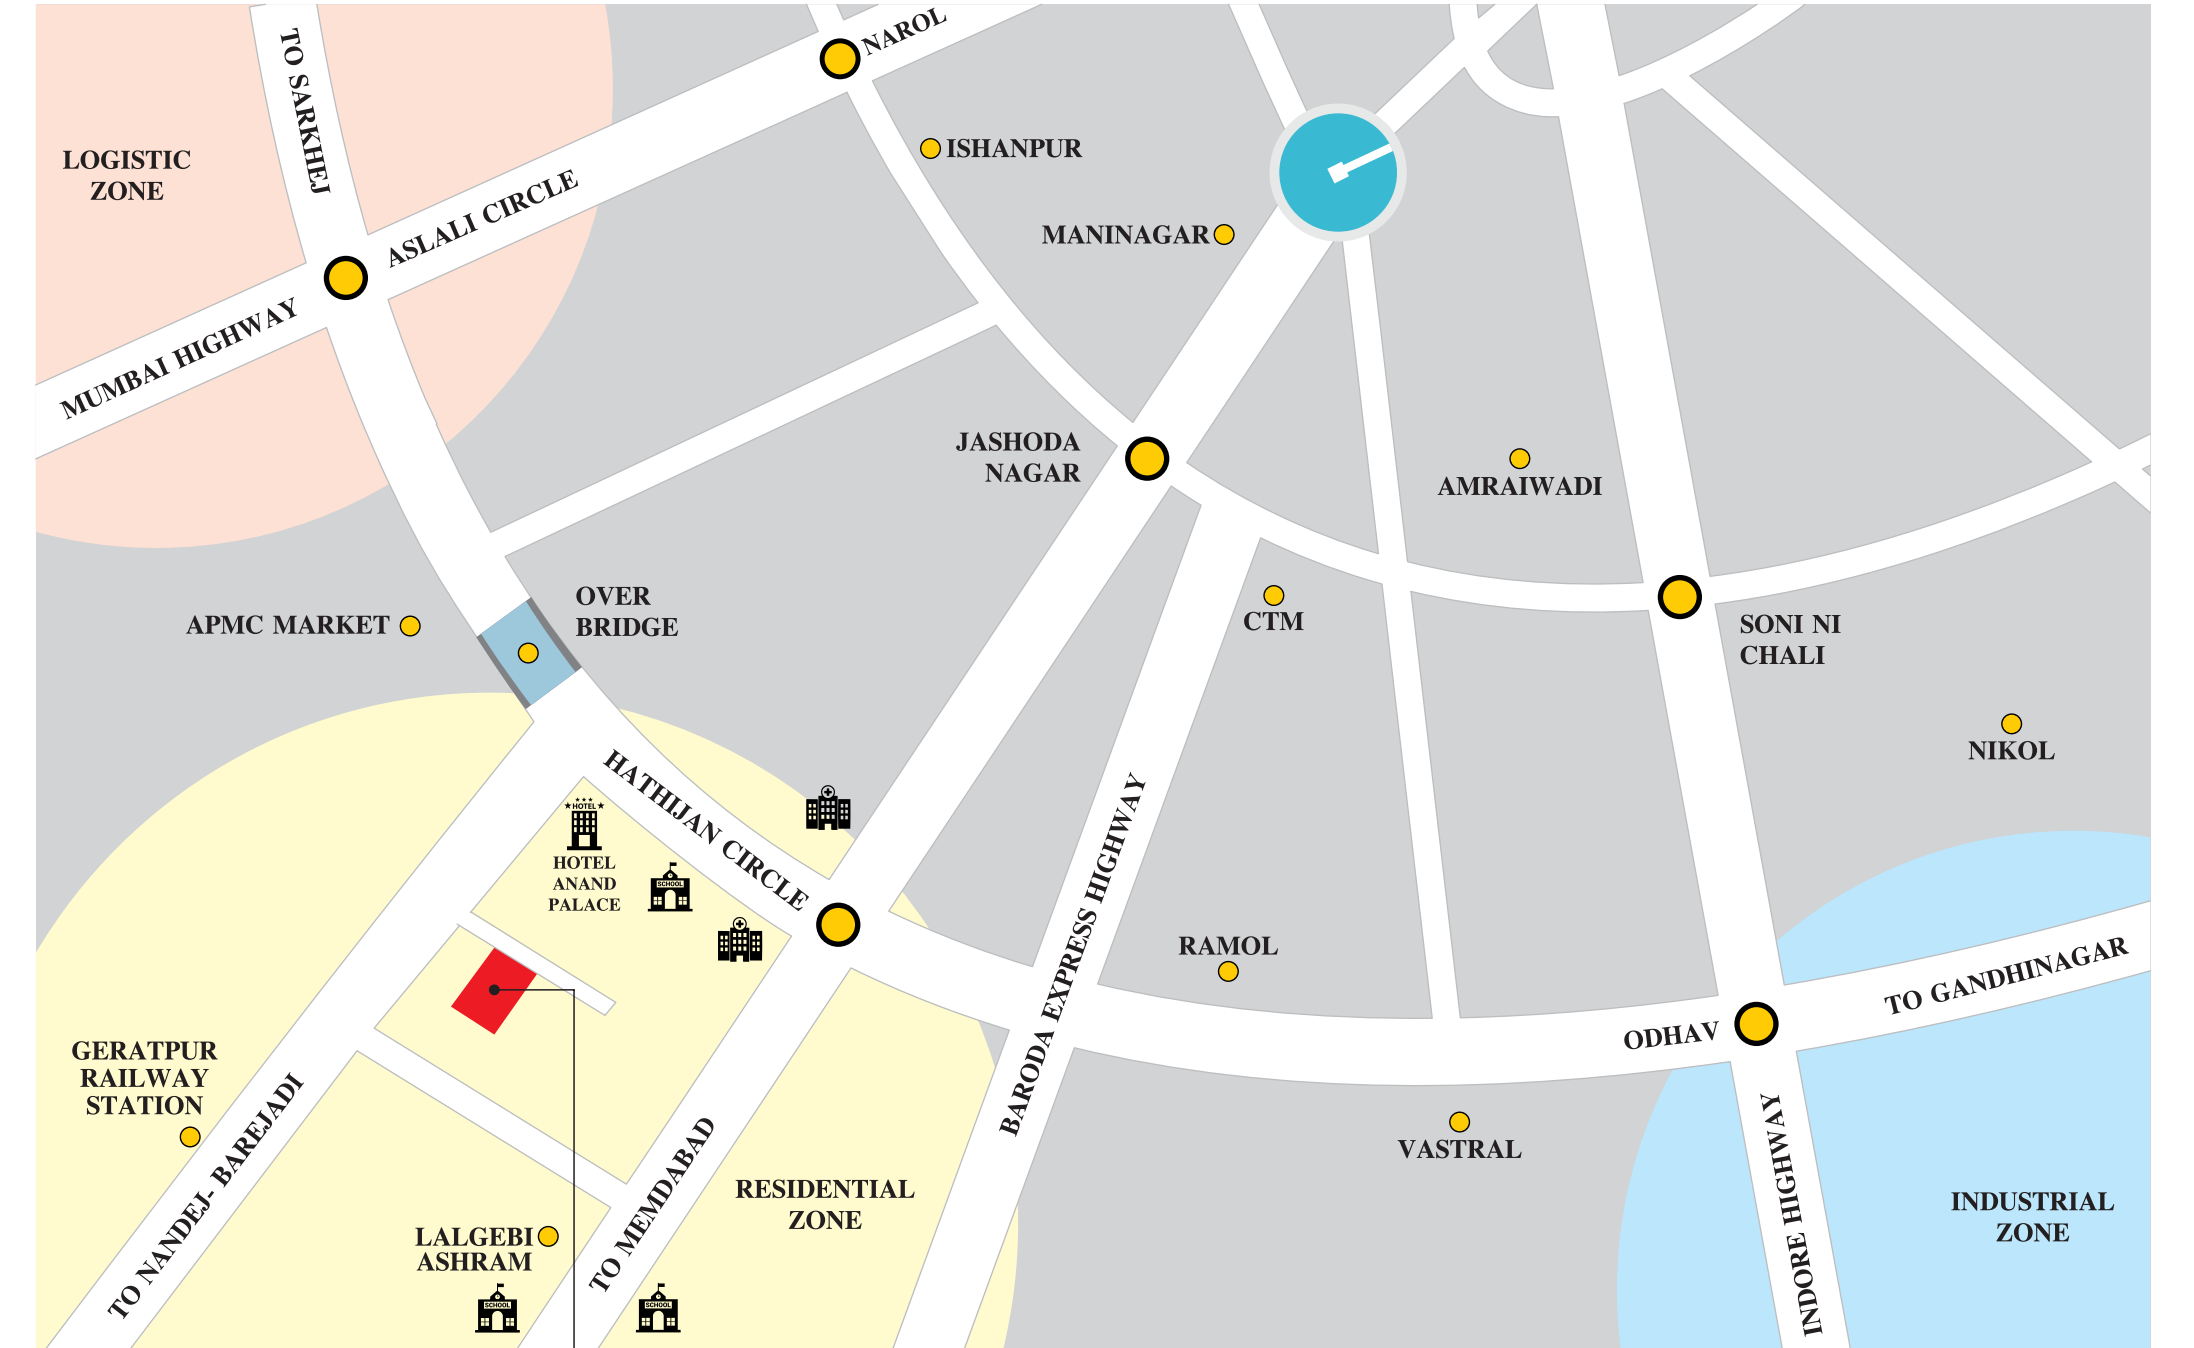 NAROL
TO SARKHEJ
ISHANPUR
LOGISTIC
ZONE
ASLALI CIRCLE
MANINAGAR
MUMBAI HIGHWAY
JASHODA
NAGAR
AMRAIWADI
OVER
BRIDGE
APMC MARKET
CTM
SONI NI
CHALI
NIKOL
HATHIJAN CIRCLE
HOTEL
HOTEL
ANAND
PALACE
SCHOOL
BARODA EXPRESS HIGHWAY
RAMOL
TO GANDHINAGAR
ODHAV
GERATPUR
RAILWAY
STATION
VASTRAL
TO NANDEJ- BAREJADI
TO MEMDABAD
RESIDENTIAL
ZONE
INDORE HIGHWAY
INDUSTRIAL
ZONE
LALGEBI
ASHRAM
SCHOOL
SCHOOL